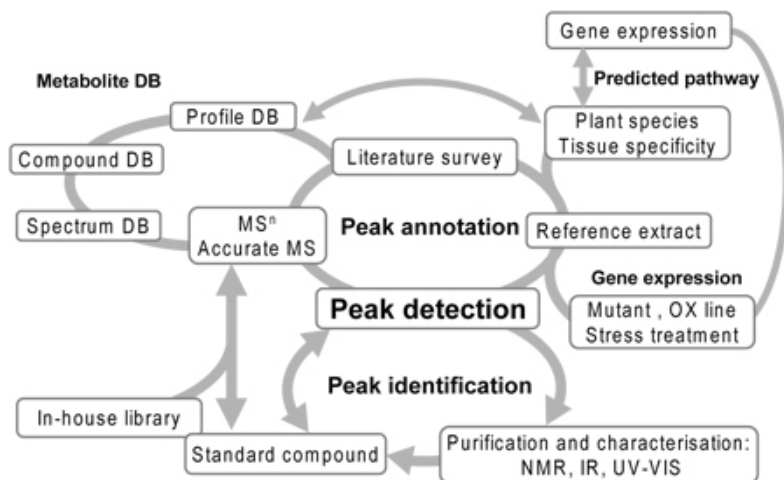 Gene expression
Metabolite DB
Predicted pathway
Profile DB
Plant species
Tissue specificity
Literature survey
Compound DB
Spectrum DB
MSⁿ
Accurate MS
Peak annotation
Reference extract
Gene expression
Peak detection
Mutant , OX line
Stress treatment
Peak identification
In-house library
Standard compound
Purification and characterisation:
NMR, IR, UV-VIS